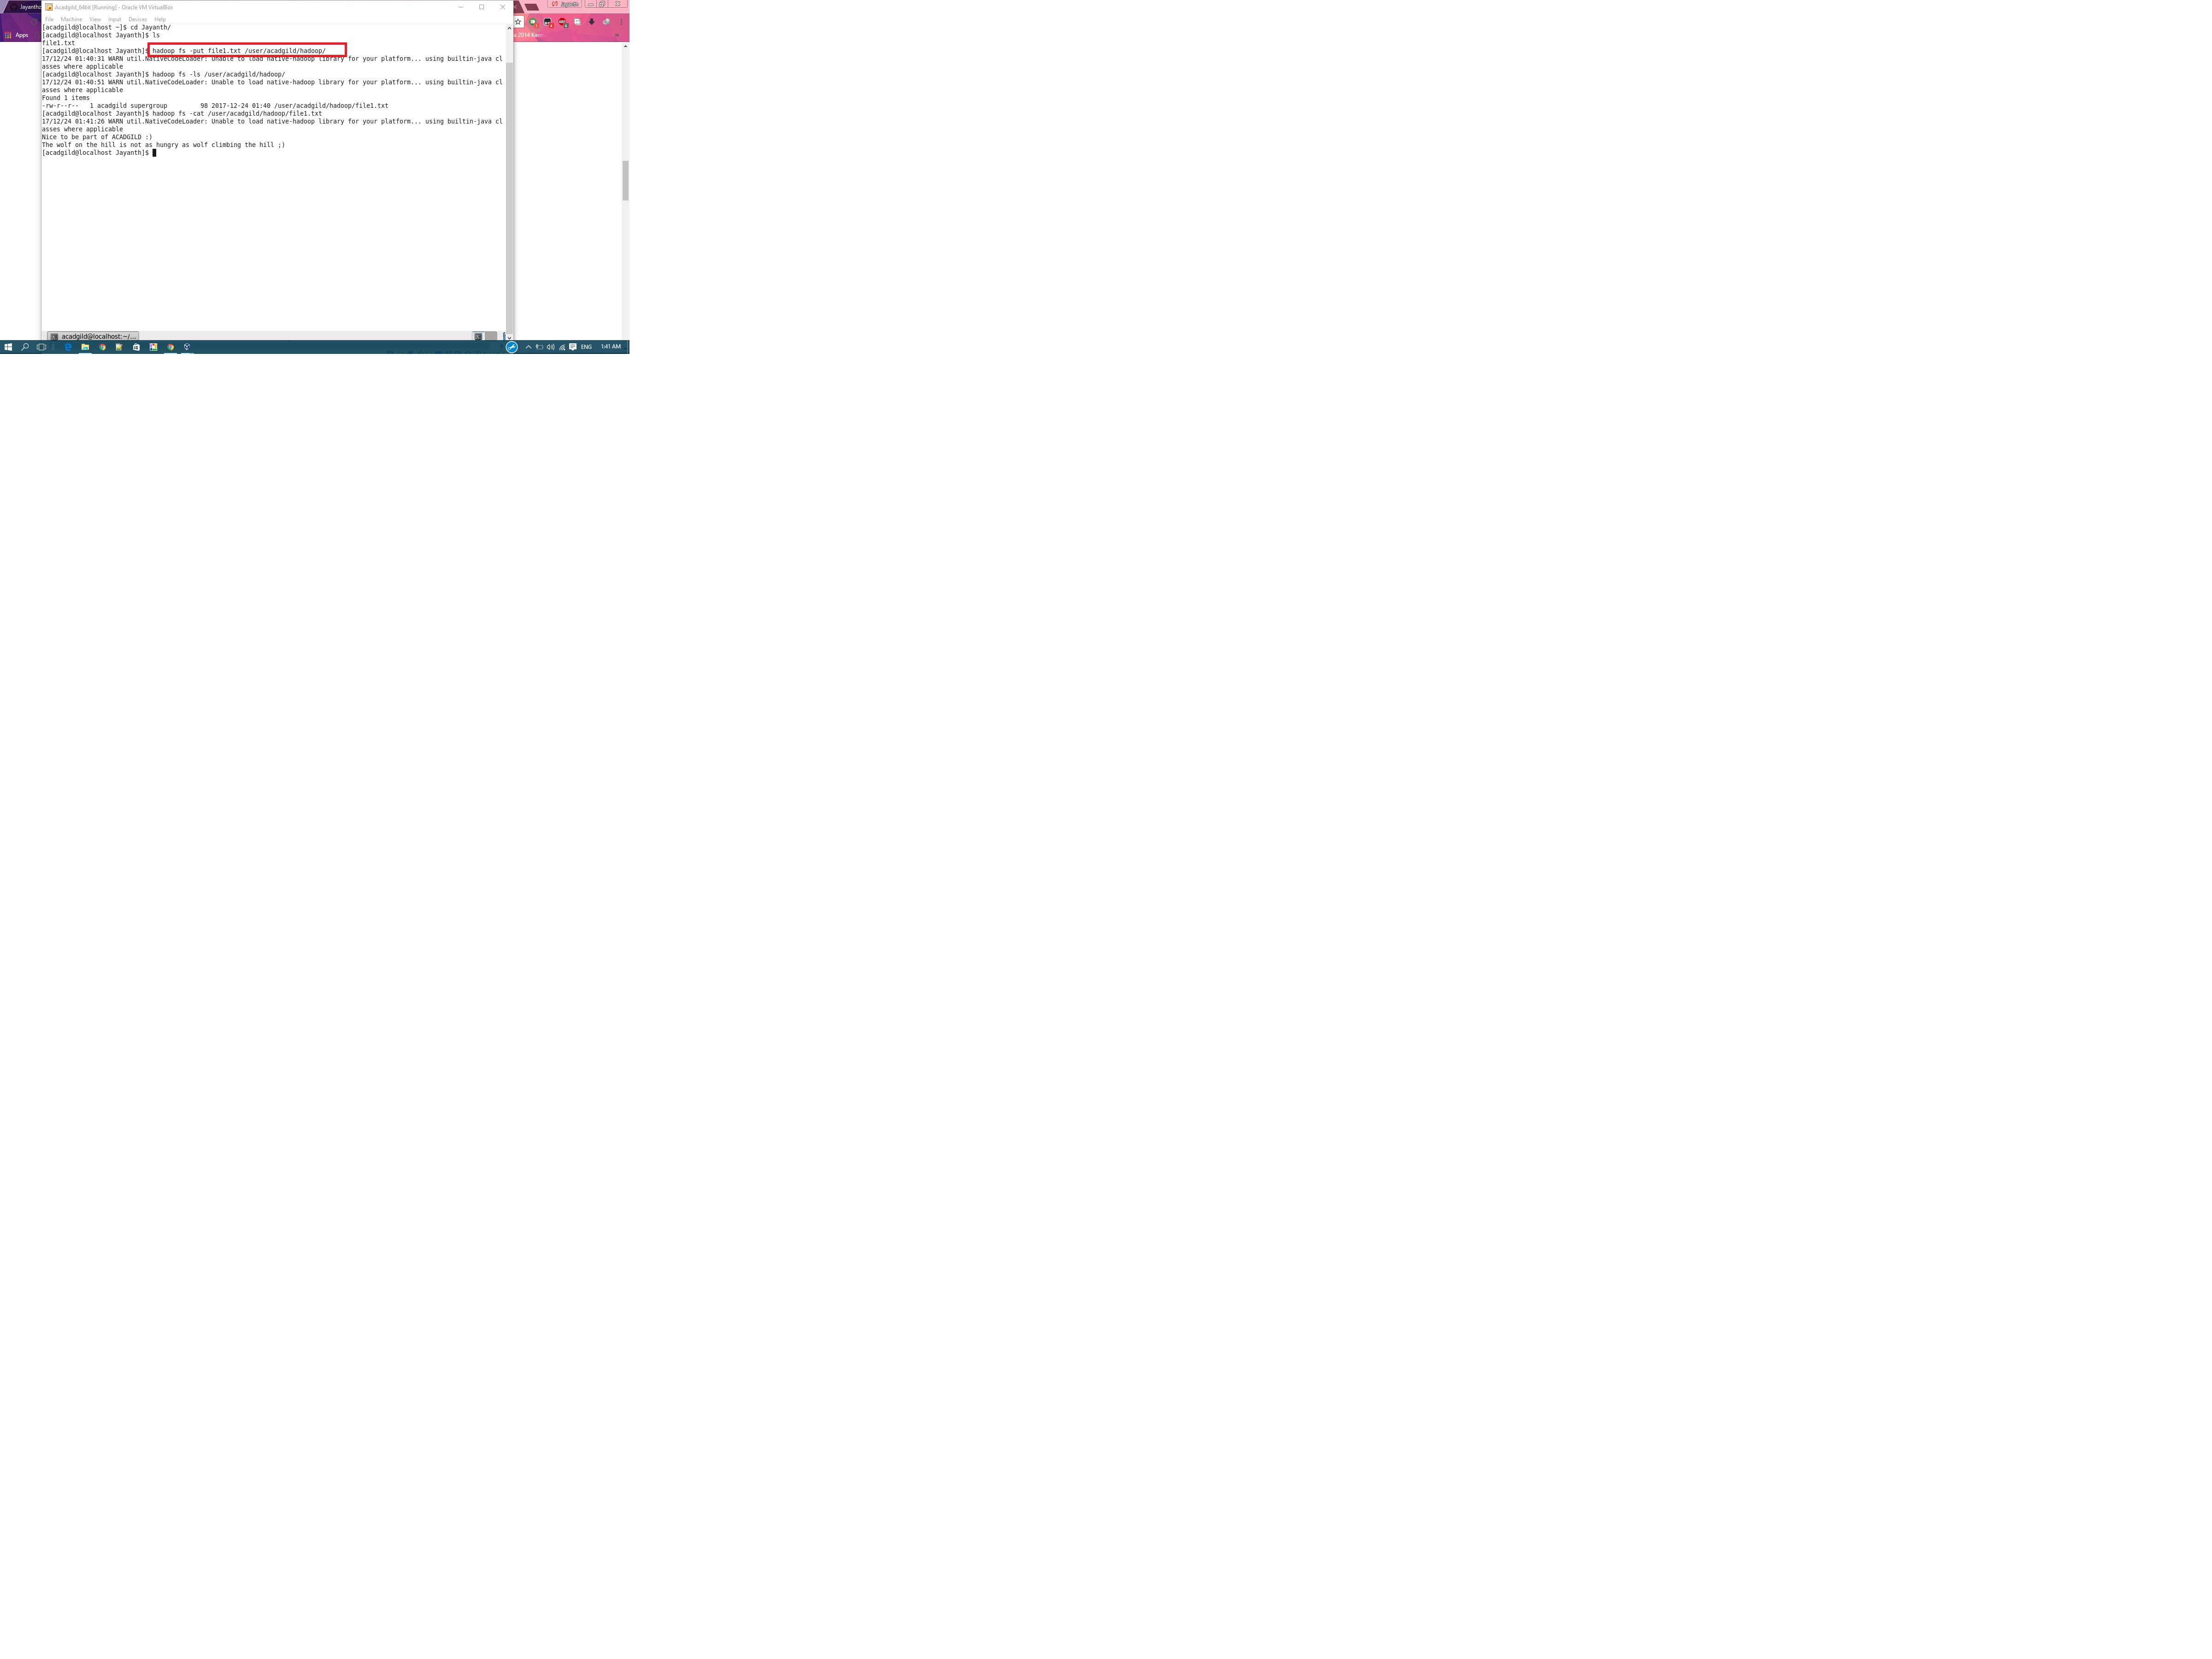 Jayantho
Acadgild_64bit [Running] - Oracle VM VirtualBox
Jayanth
File Machine View Input Devices Help
Apps
2014 Kann
[acadgild@localhost ~]$ cd Jayanth/
[acadgild@localhost Jayanth]$ ls
file1.txt
[acadgild@localhost Jayanth]$ hadoop fs -put file1.txt /user/acadgild/hadoop/
17/12/24 01:40:31 WARN util.NativeCodeLoader: Unable to load native-hadoop library for your platform... using builtin-java cl
asses where applicable
[acadgild@localhost Jayanth]$ hadoop fs -ls /user/acadgild/hadoop/
17/12/24 01:40:51 WARN util.NativeCodeLoader: Unable to load native-hadoop library for your platform... using builtin-java cl
asses where applicable
Found 1 items
-rw-r--r--   1 acadgild supergroup         98 2017-12-24 01:40 /user/acadgild/hadoop/file1.txt
[acadgild@localhost Jayanth]$ hadoop fs -cat /user/acadgild/hadoop/file1.txt
17/12/24 01:41:26 WARN util.NativeCodeLoader: Unable to load native-hadoop library for your platform... using builtin-java cl
asses where applicable
Nice to be part of ACADGILD :)
The wolf on the hill is not as hungry as wolf climbing the hill ;)
[acadgild@localhost Jayanth]$
acadgild@localhost:~/...
ENG 1:41 AM